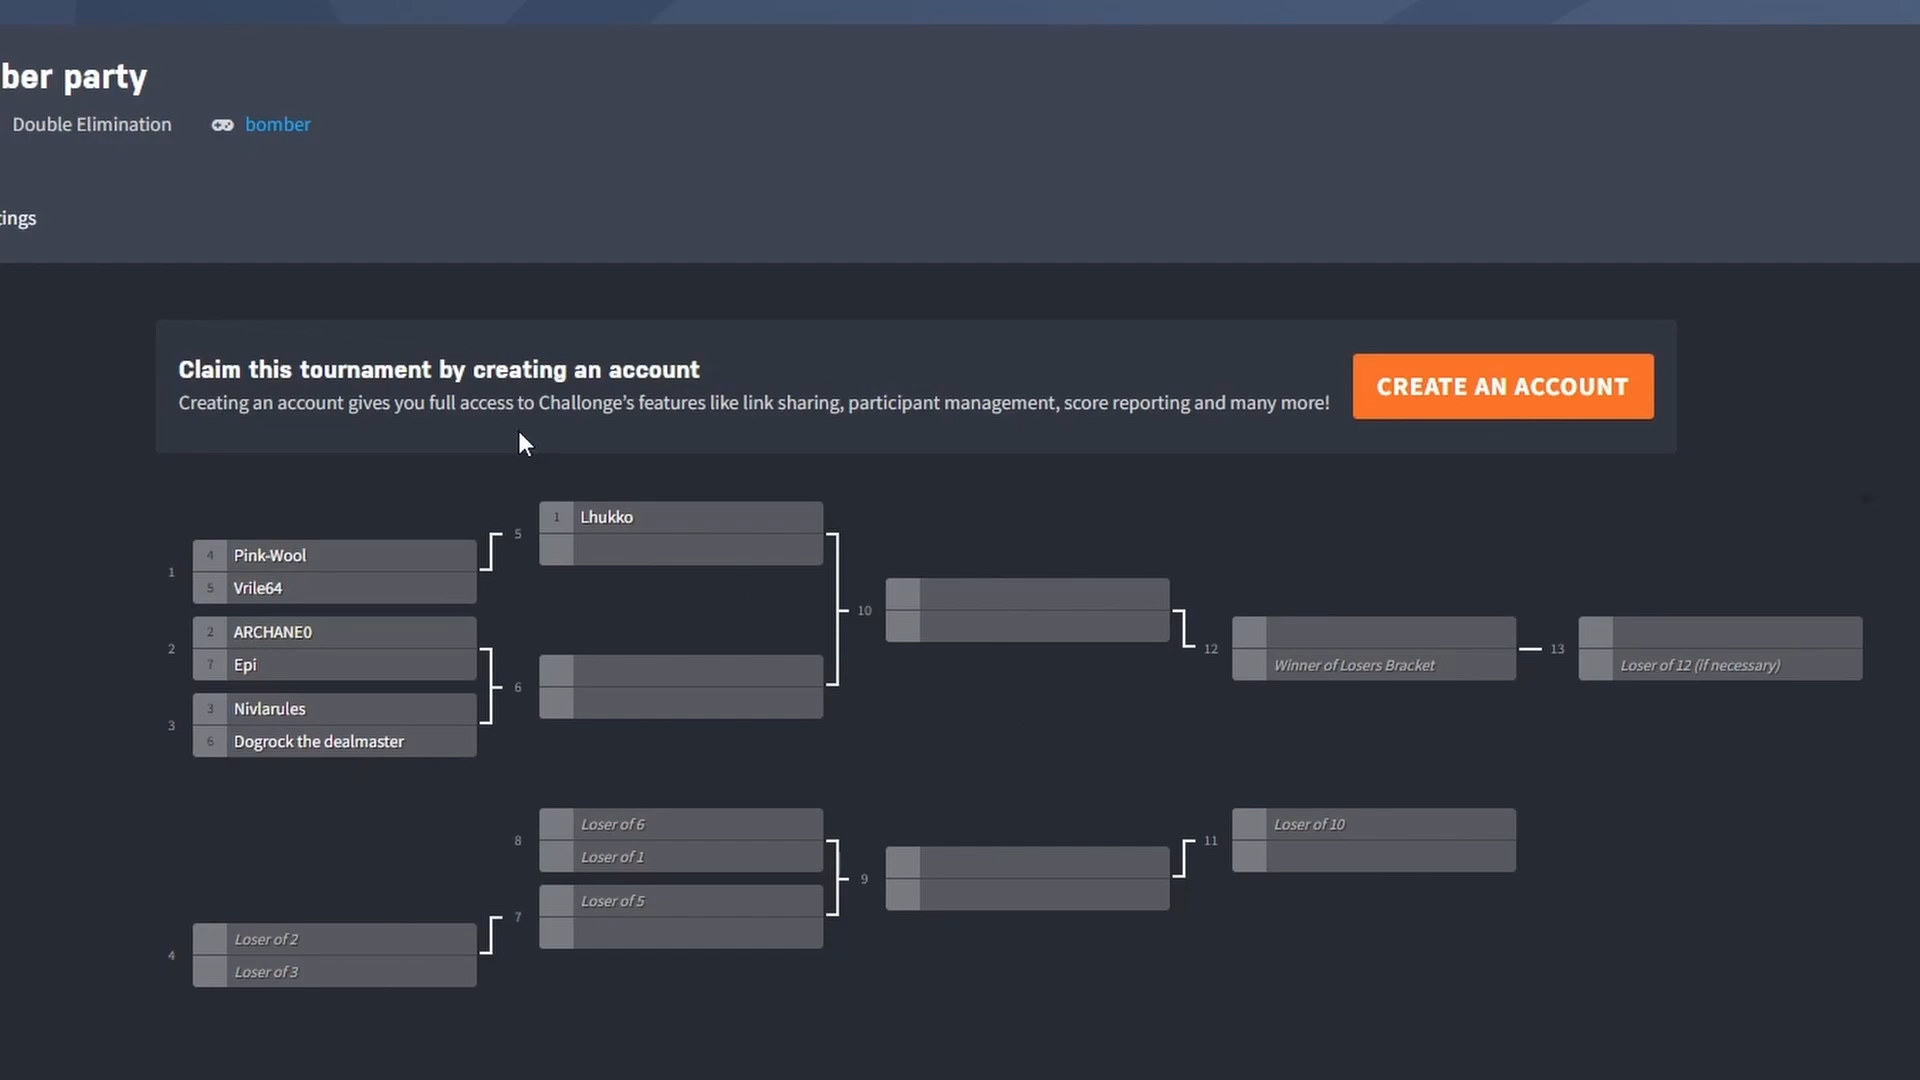 ber party
Double Elimination
bomber
tings
Claim this tournament by creating an account
Creating an account gives you full access to Challonge's features like link sharing, participant management, score reporting and many more!
CREATE AN ACCOUNT
1
4 Pink-Wool
5 Vrile64
2
2 ARCHANE0
7 Epi
3
3 Nivlarules
6 Dogrock the dealmaster
5
1 Lhukko
6
10
12
Winner of Losers Bracket
13
Loser of 12 (if necessary)
8
Loser of 6
Loser of 1
7
Loser of 5
4
Loser of 2
Loser of 3
9
11
Loser of 10